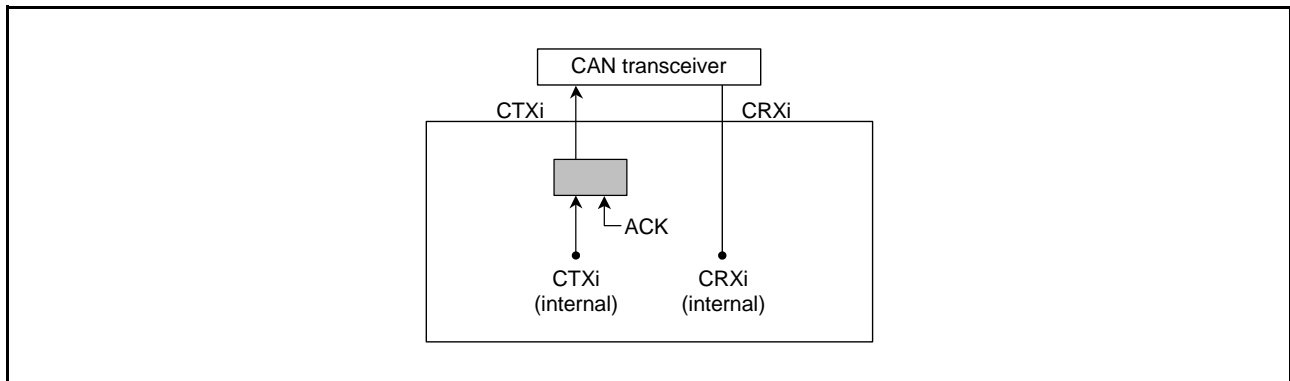 CAN transceiver
CTXi
CRXi
ACK
CTXi
(internal)
CRXi
(internal)